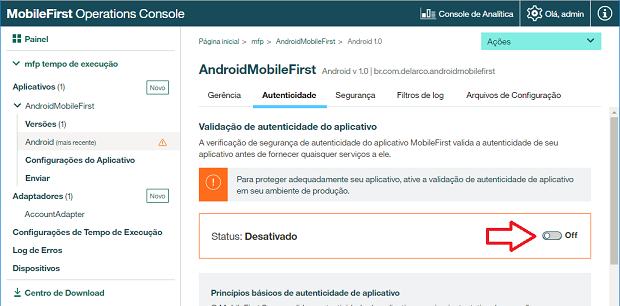 MobileFirst Operations Console
Console de Analítica
Olá, admin
Painel
mfp tempo de execução
Aplicativos (1)
Novo
AndroidMobileFirst
Versões (1)
Android (mais recente)
Configurações do Aplicativo
Enviar
Adaptadores (1)
Novo
AccountAdapter
Configurações de Tempo de Execução
Log de Erros
Dispositivos
Centro de Download
Página inicial > mfp > AndroidMobileFirst > Android 1.0
Ações
AndroidMobileFirst Android v 1.0 | br.com.delarco.androidmobilefirst
Gerência Autenticidade Segurança Filtros de log Arquivos de Configuração
Validação de autenticidade do aplicativo
A verificação de segurança de autenticidade do aplicativo MobileFirst valida a autenticidade de seu
aplicativo antes de fornecer quaisquer serviços a ele.
Para proteger adequadamente seu aplicativo, ative a validação de autenticidade de aplicativo
em seu ambiente de produção.
Status: Desativado
Off
Princípios básicos de autenticidade de aplicativo